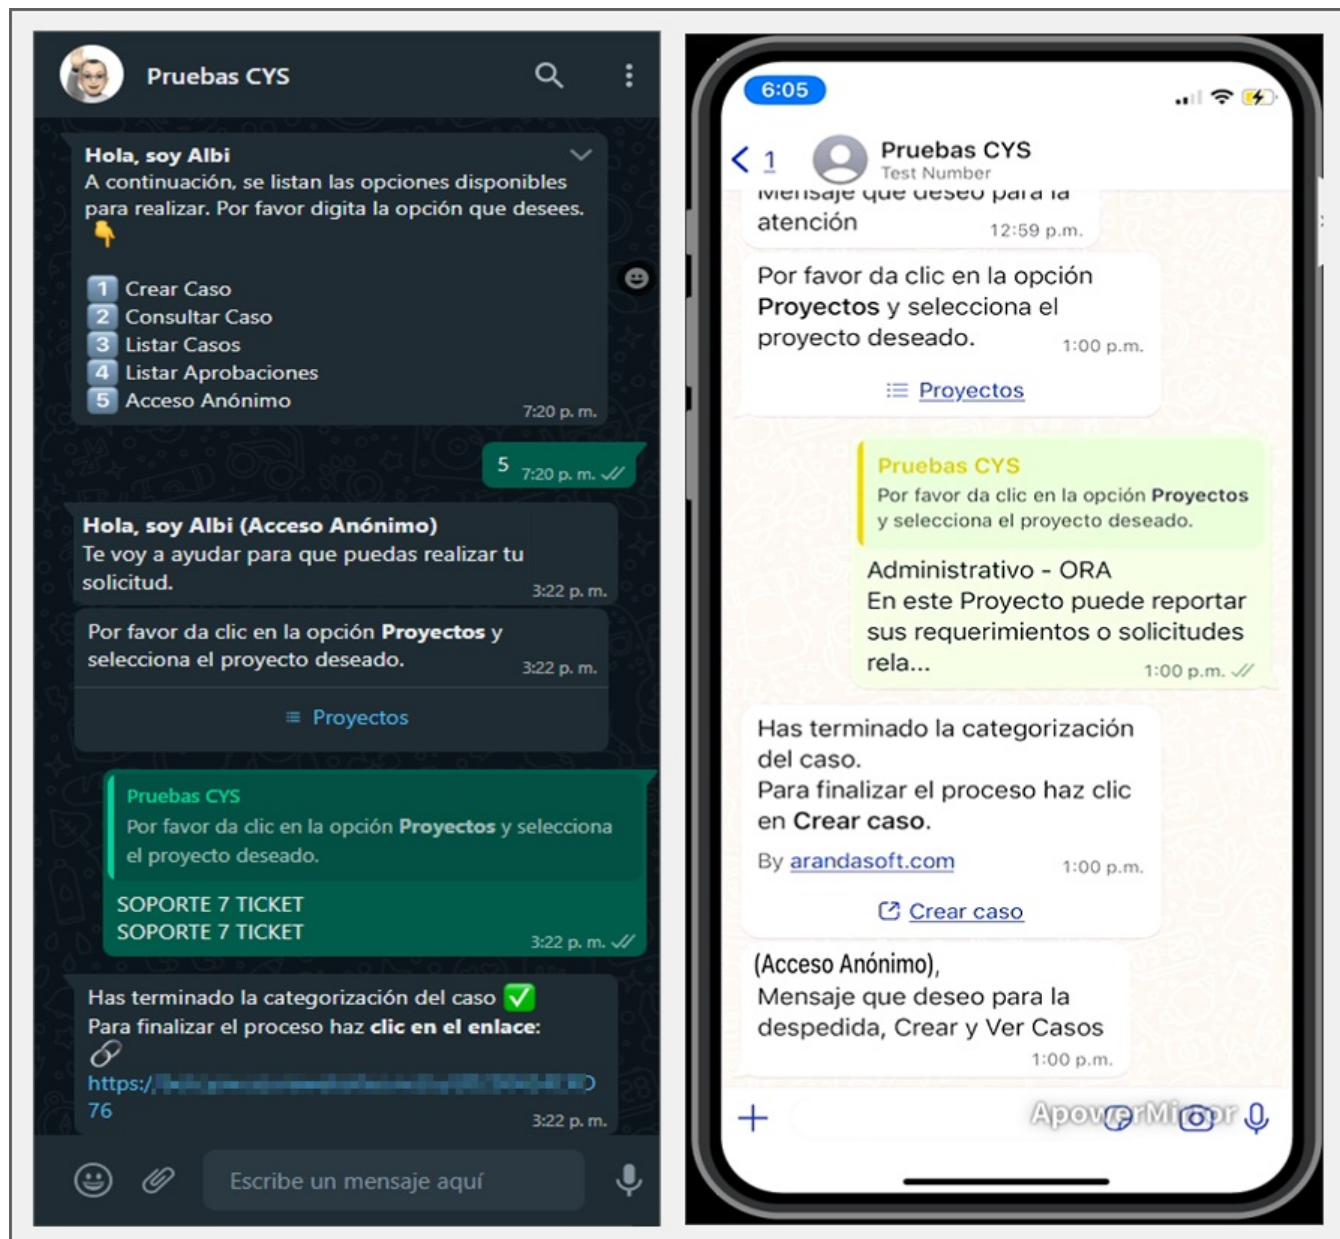 Pruebas CYS
Hola, soy Albi
A continuación, se listan las opciones disponibles
para realizar. Por favor digita la opción que desees.
1 Crear Caso
2 Consultar Caso
3 Listar Casos
4 Listar Aprobaciones
5 Acceso Anónimo
7:20 p. m.
5
7:20 p. m.
Hola, soy Albi (Acceso Anónimo)
Te voy a ayudar para que puedas realizar tu
solicitud.
3:22 p. m.
Por favor da clic en la opción Proyectos y
selecciona el proyecto deseado.
3:22 p. m.
Proyectos
Pruebas CYS
Por favor da clic en la opción Proyectos y selecciona
el proyecto deseado.
SOPORTE 7 TICKET
SOPORTE 7 TICKET
3:22 p. m.
Has terminado la categorización del caso
Para finalizar el proceso haz clic en el enlace:
https:/
76
3:22 p. m.
Escribe un mensaje aquí
6:05
1
Pruebas CYS
Test Number
Mensaje que deseo para la
atención
12:59 p.m.
Por favor da clic en la opción
Proyectos y selecciona el
proyecto deseado.
1:00 p.m.
Proyectos
Pruebas CYS
Por favor da clic en la opción Proyectos
y selecciona el proyecto deseado.
Administrativo - ORA
En este Proyecto puede reportar
sus requerimientos o solicitudes
rela...
1:00 p.m.
Has terminado la categorización
del caso.
Para finalizar el proceso haz clic
en Crear caso.
By arandasoft.com
1:00 p.m.
Crear caso
(Acceso Anónimo),
Mensaje que deseo para la
despedida, Crear y Ver Casos
1:00 p.m.
ApowerMirror